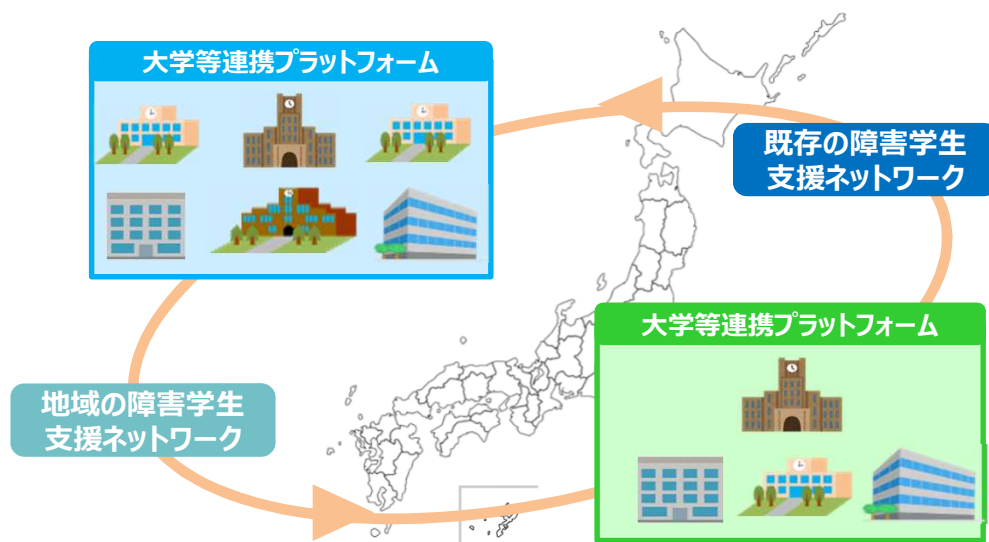 大学等連携プラットフォーム
既存の障害学生
支援ネットワーク
大学等連携プラットフォーム
地域の障害学生
支援ネットワーク